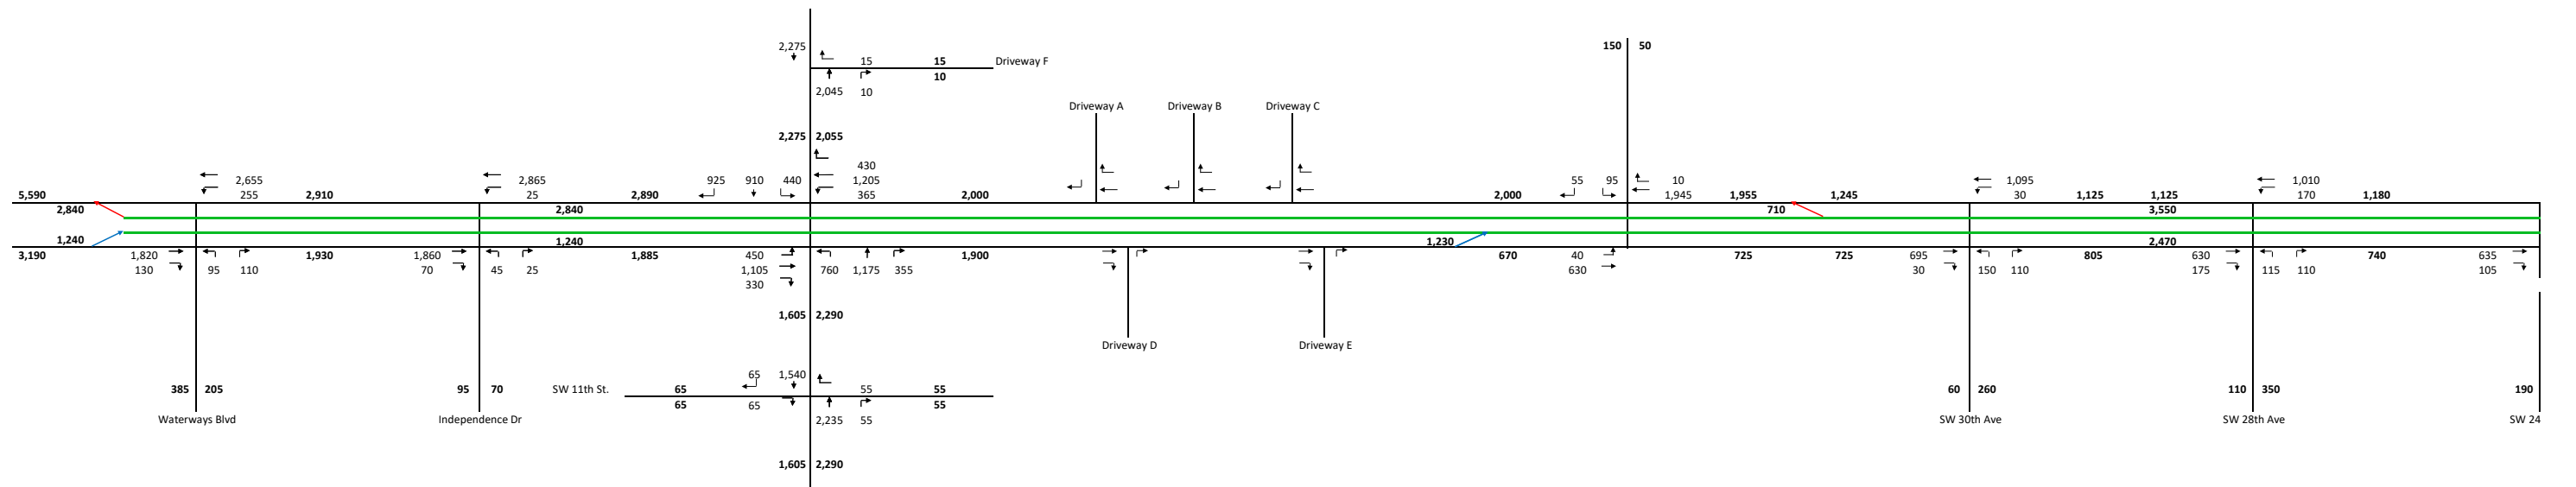 2,275
15 15 Driveway F
10
2,045 10
150 50
Driveway A Driveway B Driveway C
2,275 2,055
430
2,655 2,865 925 910 440 1,205 55 95 10 1,095 1,010
5,590 255 2,910 25 2,890 365 2,000 2,000 1,945 1,955 1,245 30 1,125 1,125 170 1,180
2,840 2,840 710 3,550
1,240 1,240 1,230 2,470
3,190 1,820 1,930 1,860 1,885 450 1,900 670 40 725 725 695 805 630 740 635
130 95 110 70 45 25 1,105 760 1,175 355 630 30 150 110 175 115 110 105
330
1,605 2,290
Driveway D Driveway E
65 1,540
385 205 95 70 SW 11th St. 65 55 55 60 260 110 350 190
65 65 55
Waterways Blvd Independence Dr 2,235 55 SW 30th Ave SW 28th Ave SW 24
1,605 2,290